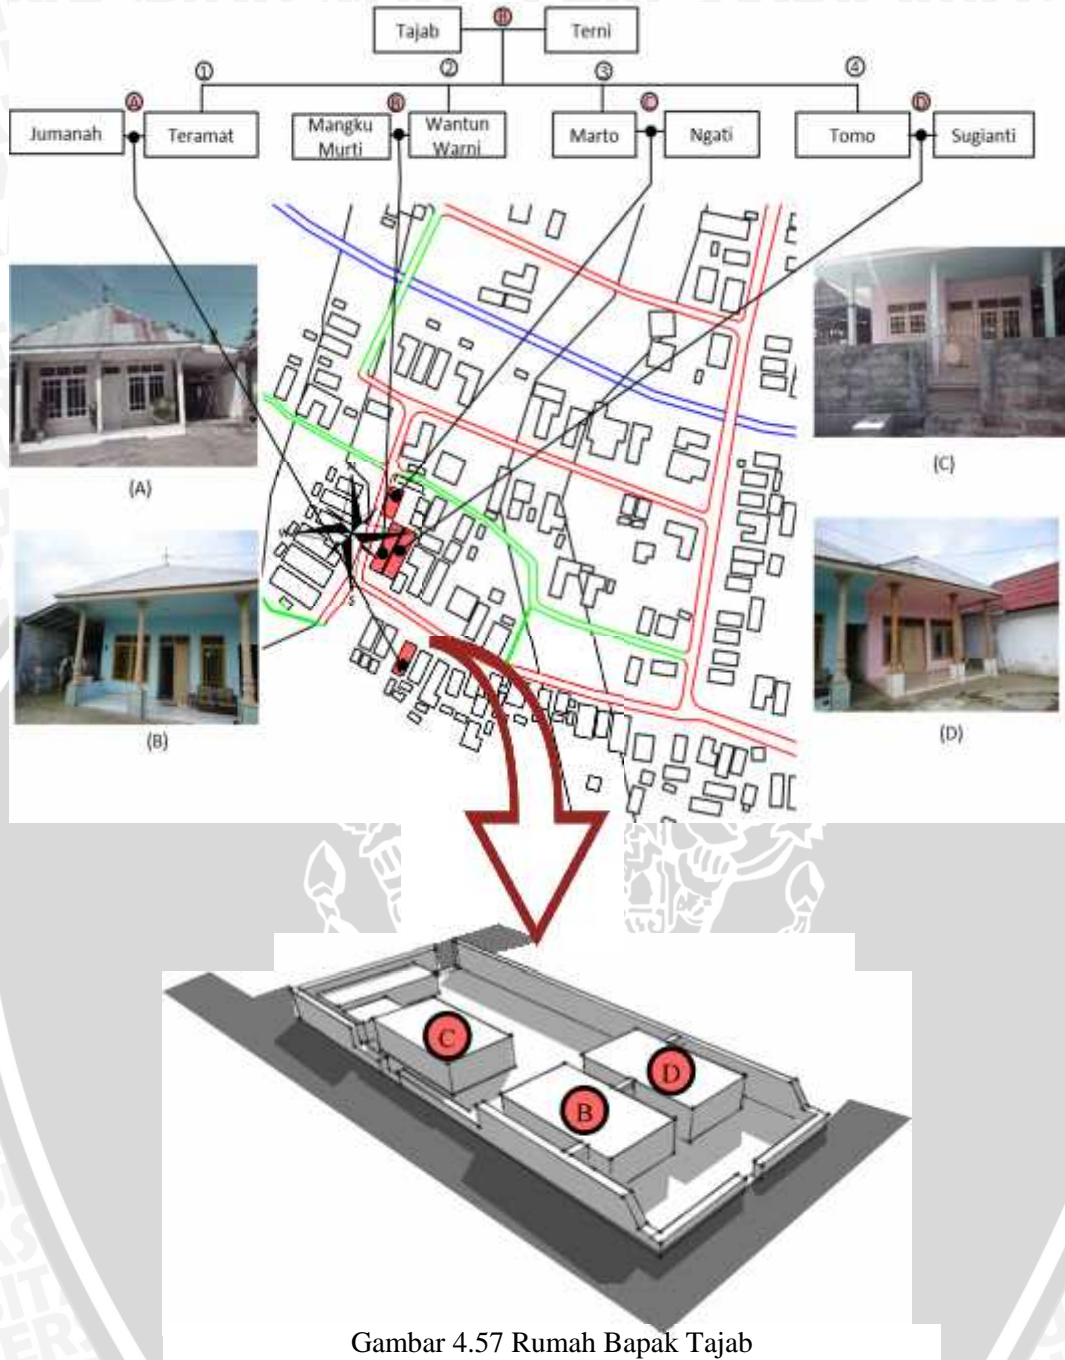 Tajab
B
Terni
1
2
3
4
Jumanah
A
Teramat
Mangku
Murti
B
Wantun
Warni
Marto
C
Ngati
Tomo
D
Sugianti
(A)
(C)
S
(B)
(D)
C
D
B
Gambar 4.57 Rumah Bapak Tajab